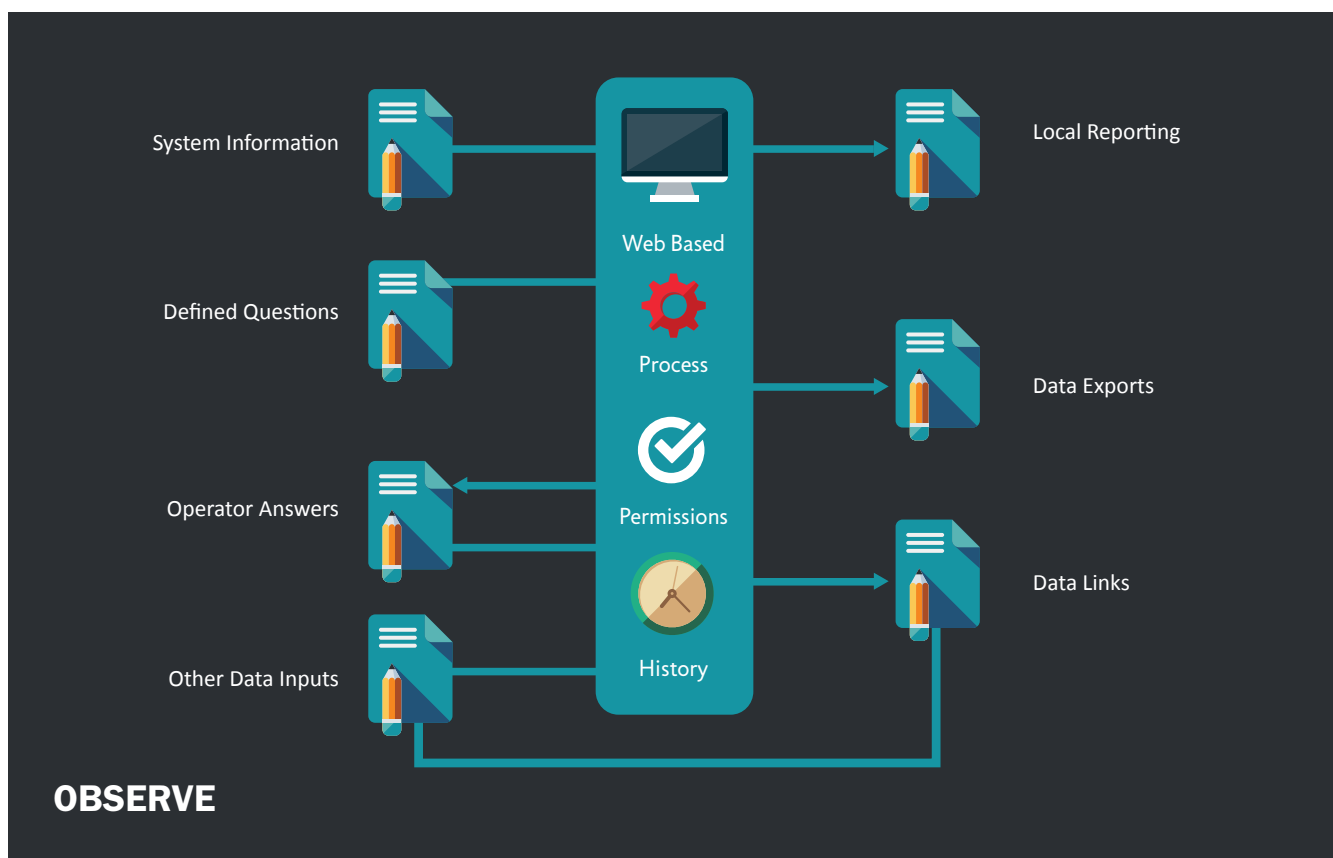 System Information
Defined Questions
Operator Answers
Other Data Inputs
Web Based
Process
Permissions
History
Local Reporting
Data Exports
Data Links
OBSERVE